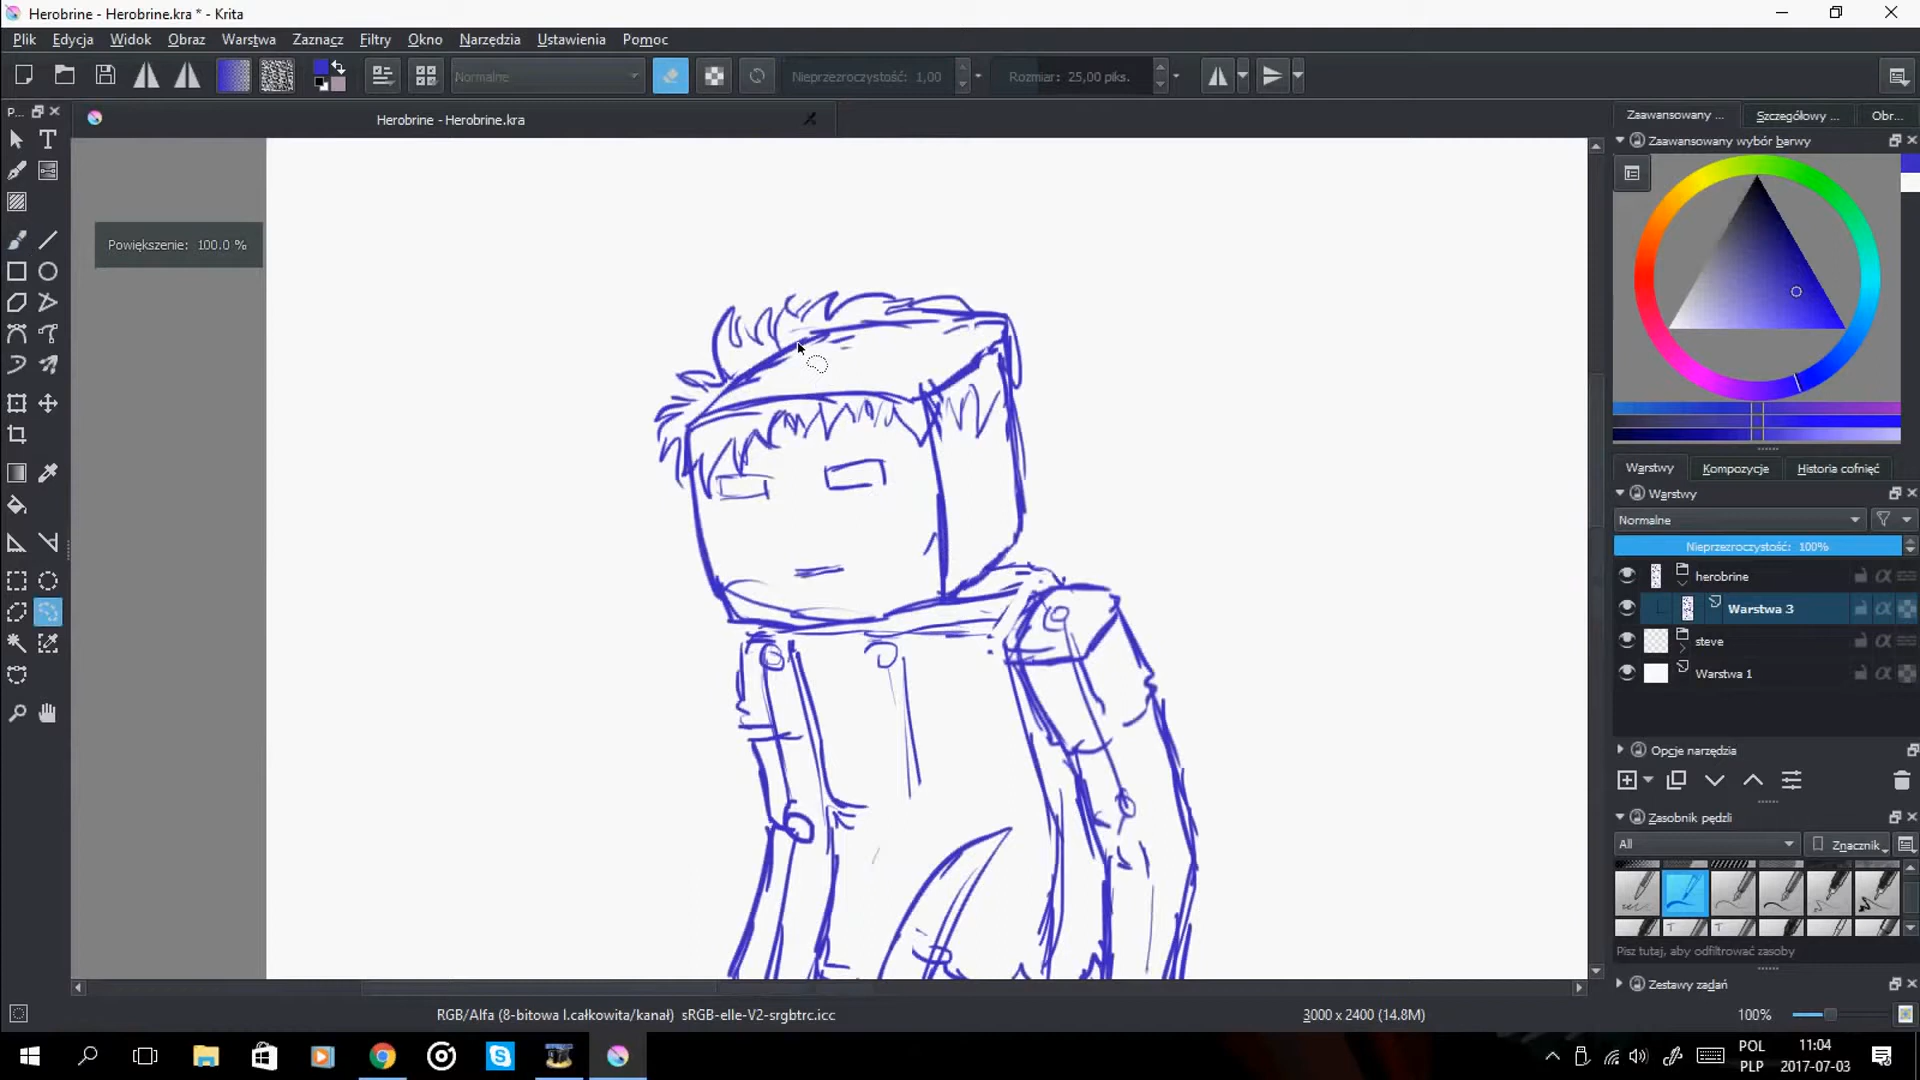 Herobrine - Herobrine.kra * - Krita
Plik Edycja Widok Obraz Warstwa Zaznacz Filtry Okno Narzędzia Ustawienia Pomoc
Normalne Nieprzezroczystość: 1,00 Rozmiar: 25,00 piks.
P...
Herobrine - Herobrine.kra
Zaawansowany ... Szczegółowy ... Obr...
Zaawansowany wybór barwy
Powiększenie: 100.0 %
Warstwy Kompozycje Historia cofnięć
Warstwy
Normalne
Nieprzezroczystość: 100%
herobrine
Warstwa 3
steve
Warstwa 1
Opcje narzędzia
Zasobnik pędzli
All Znacznik
Pisz tutaj, aby odfiltrować zasoby
Zestawy zadań
RGB/Alfa (8-bitowa l.całkowita/kanał) sRGB-elle-V2-srgbtrc.icc
3000 x 2400 (14.8M)
100%
POL
PLP
11:04
2017-07-03